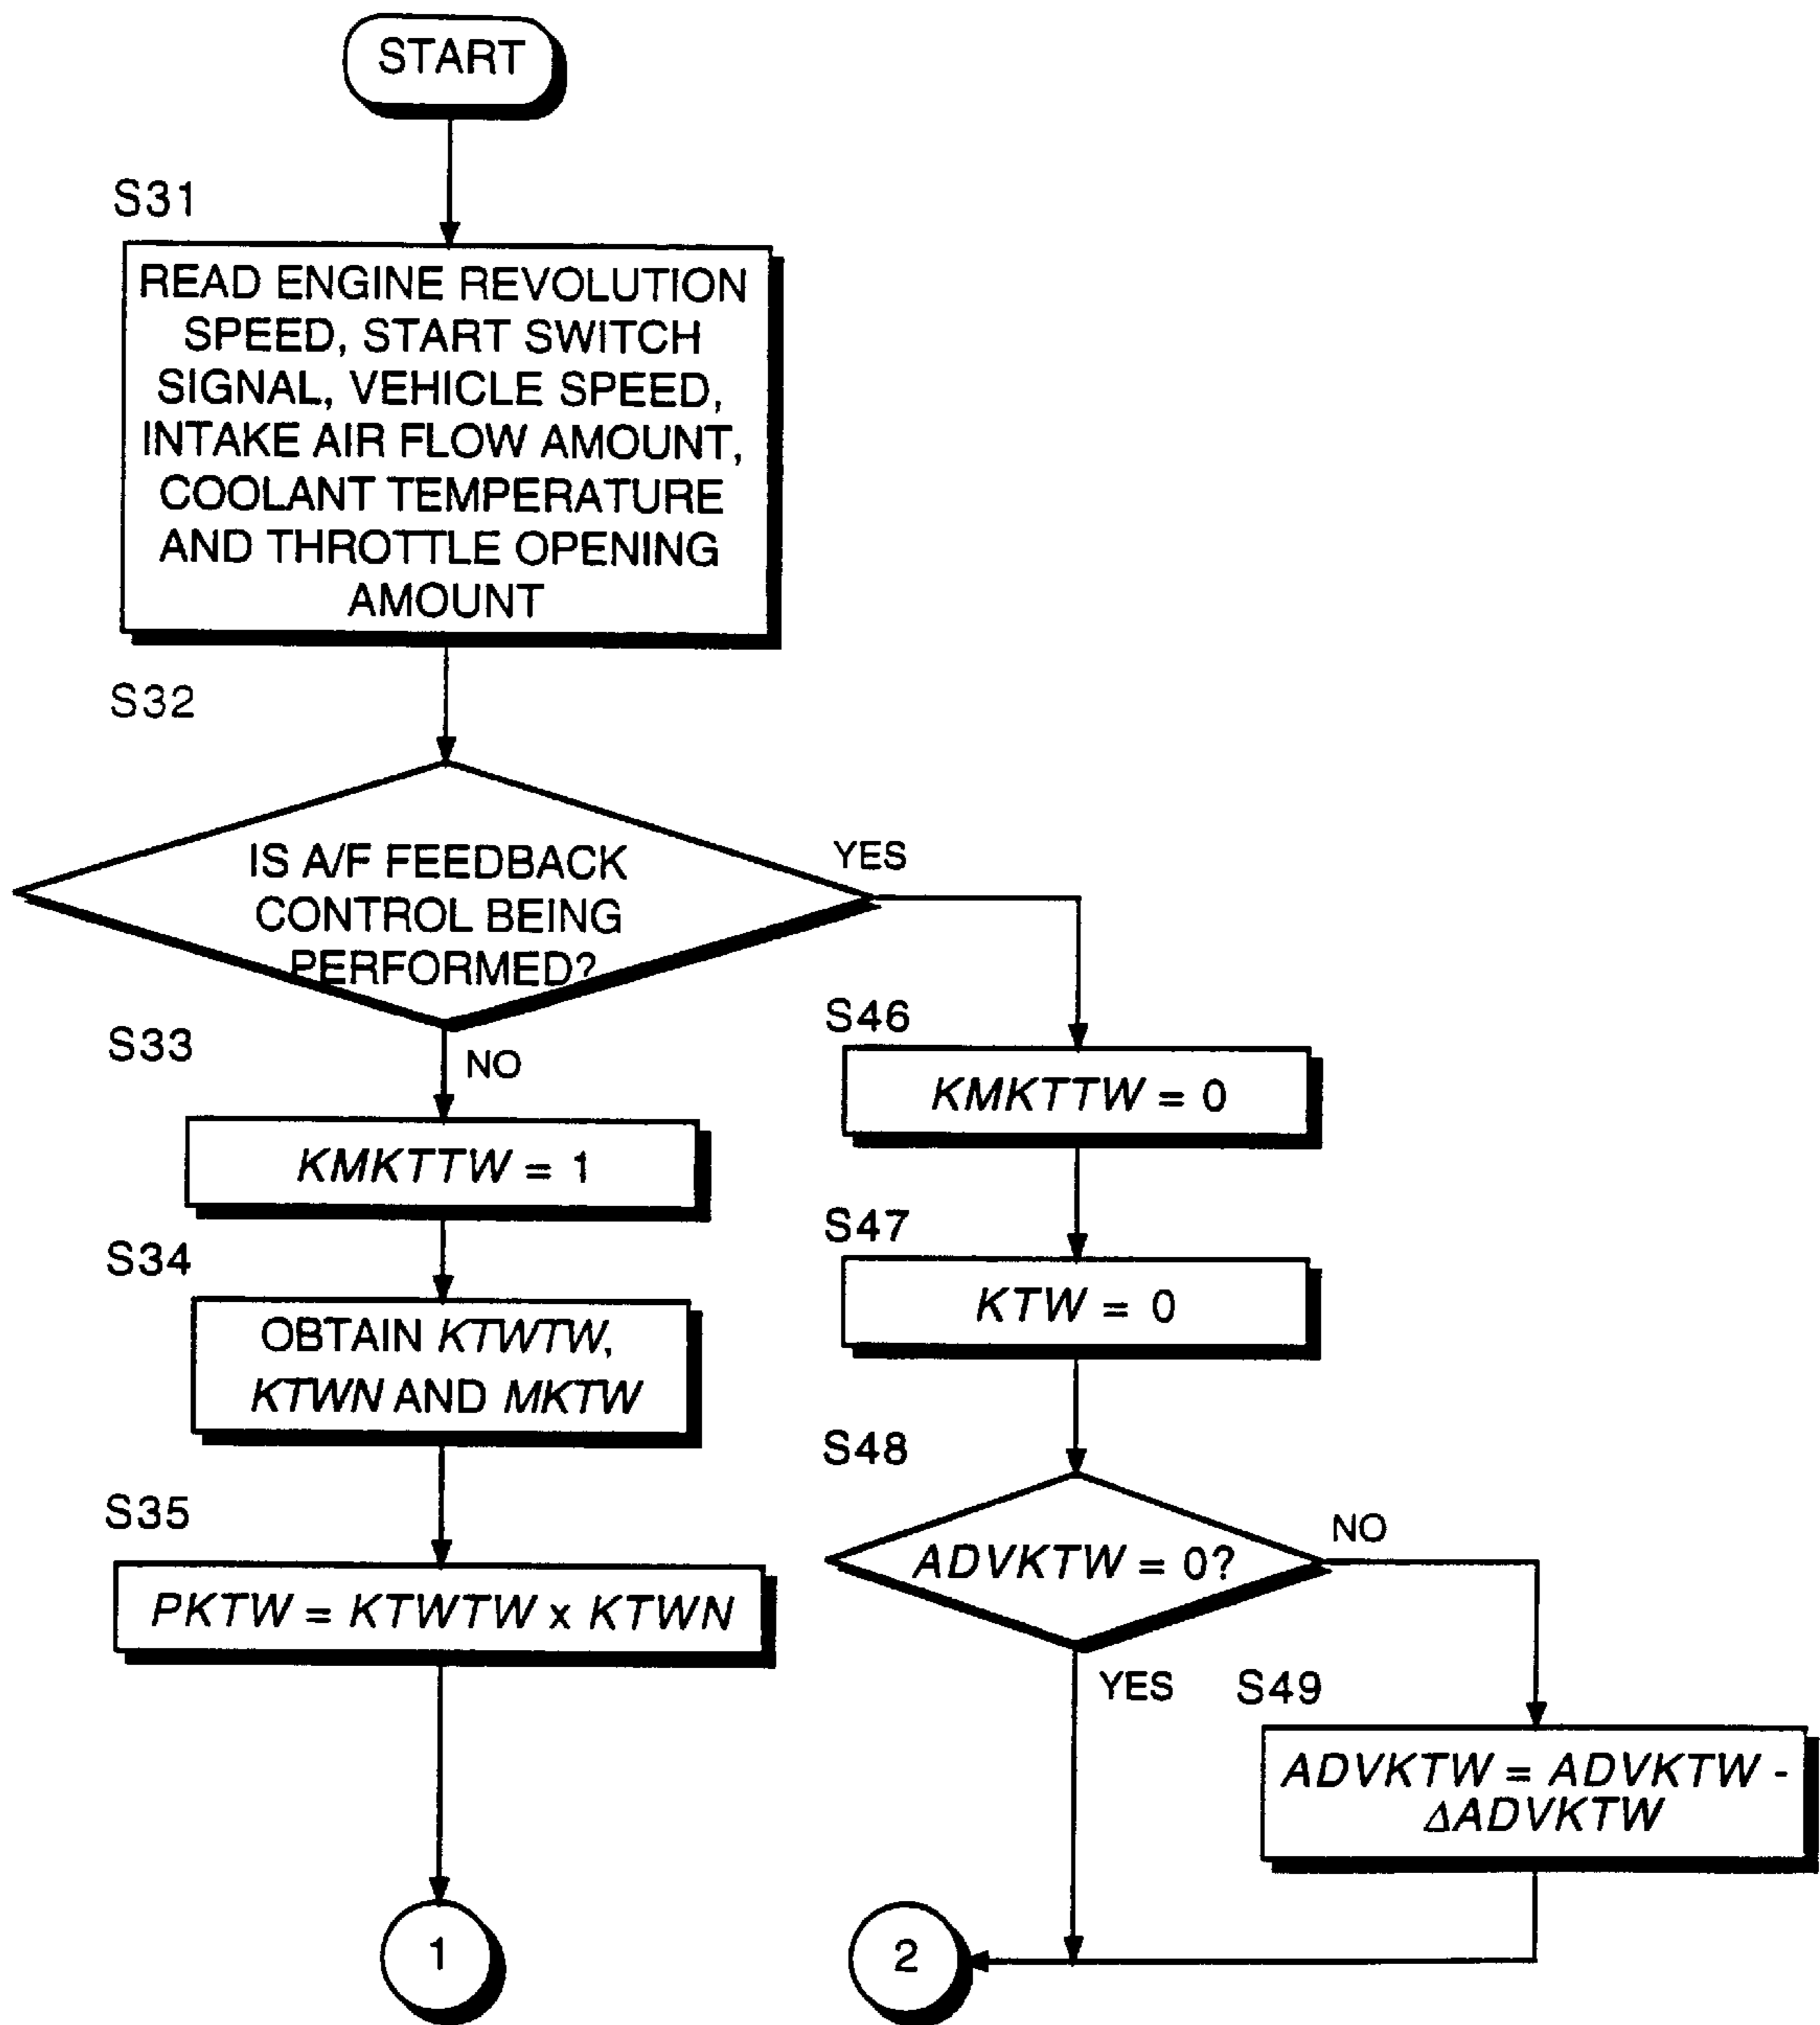 START
S31
READ ENGINE REVOLUTION
SPEED, START SWITCH
SIGNAL, VEHICLE SPEED,
INTAKE AIR FLOW AMOUNT,
COOLANT TEMPERATURE
AND THROTTLE OPENING
AMOUNT
S32
IS A/F FEEDBACK
CONTROL BEING
PERFORMED?
YES
NO
S33
KMKTTW = 1
S34
OBTAIN KTWTW,
KTWN AND MKTW
S35
PKTW = KTWTW x KTWN
1
S46
KMKTTW = 0
S47
KTW = 0
S48
ADVKTW = 0?
NO
YES
S49
ADVKTW = ADVKTW -
ΔADVKTW
2